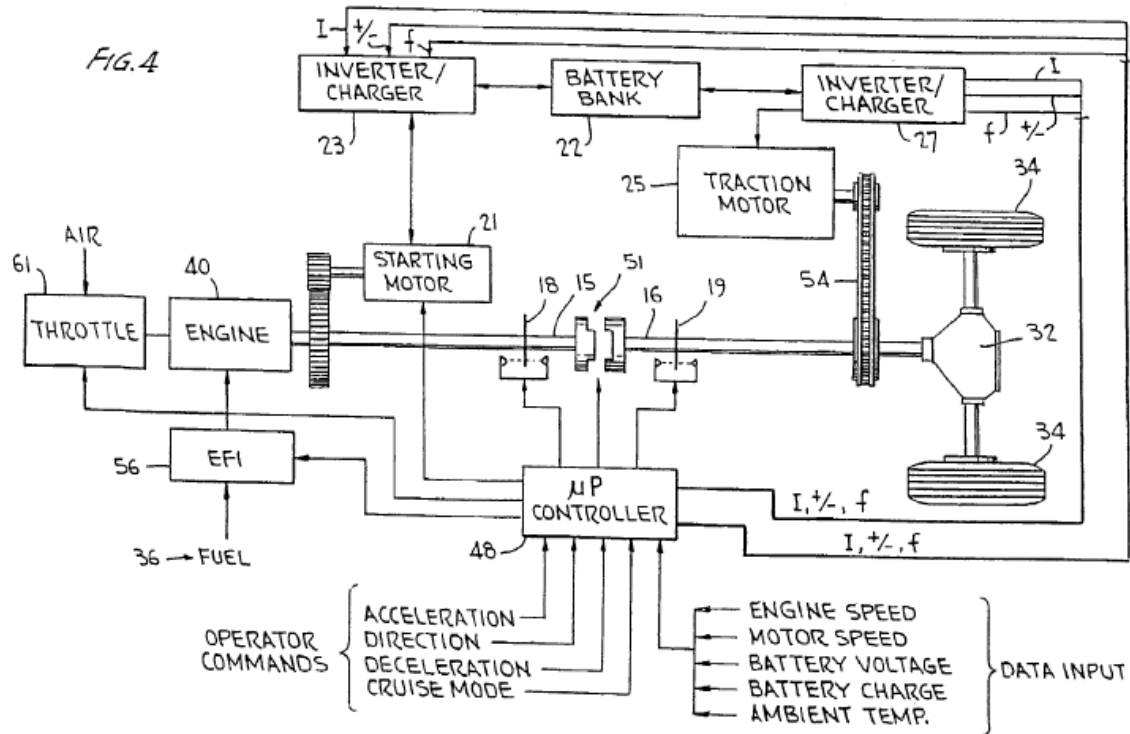 FIG.4
I
+/-
f
INVERTER/
CHARGER
23
BATTERY
BANK
22
INVERTER/
CHARGER
27
I
+/-
f
25
TRACTION
MOTOR
34
AIR
61
THROTTLE
40
ENGINE
21
STARTING
MOTOR
18
15
51
16
19
54
32
34
56
EFI
36
FUEL
µP
CONTROLLER
48
I, +/-, f
I, +/-, f
OPERATOR
COMMANDS
ACCELERATION
DIRECTION
DECELERATION
CRUISE MODE
ENGINE SPEED
MOTOR SPEED
BATTERY VOLTAGE
BATTERY CHARGE
AMBIENT TEMP.
DATA INPUT